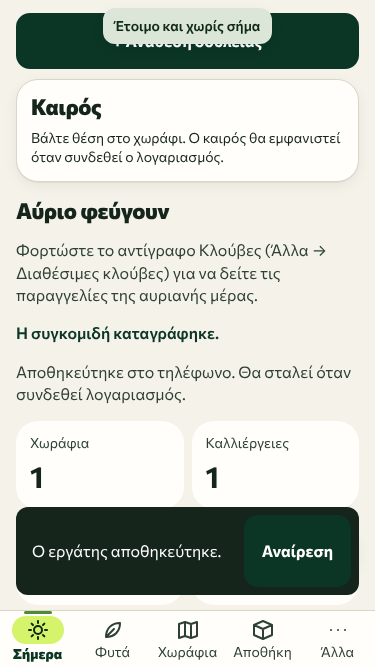 Έτοιμο και χωρίς σήμα
Καιρός
Βάλτε θέση στο χωράφι. Ο καιρός θα εμφανιστεί
όταν συνδεθεί ο λογαριασμός.
Αύριο φεύγουν
Φορτώστε το αντίγραφο Κλούβες (Άλλα →
Διαθέσιμες κλούβες) για να δείτε τις
παραγγελίες της αυριανής μέρας.
Η συγκομιδή καταγράφηκε.
Αποθηκεύτηκε στο τηλέφωνο. Θα σταλεί όταν
συνδεθεί λογαριασμός.
Χωράφια
Καλλιέργειες
1
1
Ο εργάτης αποθηκεύτηκε.
Αναίρεση
Σήμερα
Φυτά
Χωράφια
Αποθήκη
Άλλα